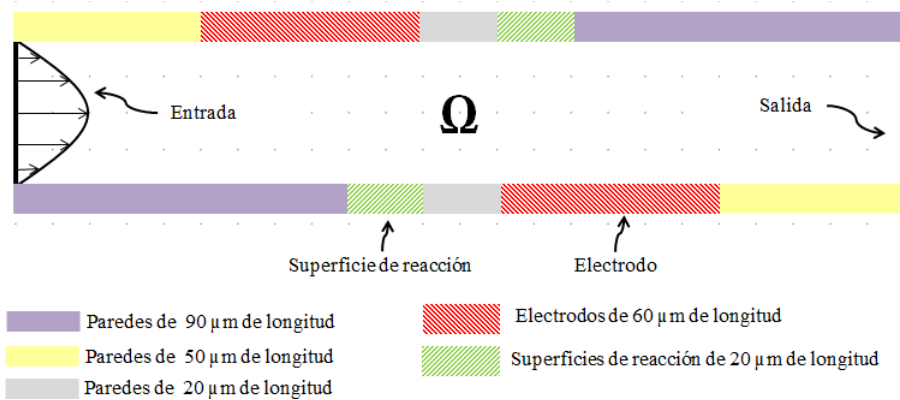 Entrada
Ω
Salida
Superficie de reacción
Electrodo
Paredes de 90 µm de longitud
Electrodos de 60 µm de longitud
Paredes de 50 µm de longitud
Superficies de reacción de 20 µm de longitud
Paredes de 20 µm de longitud